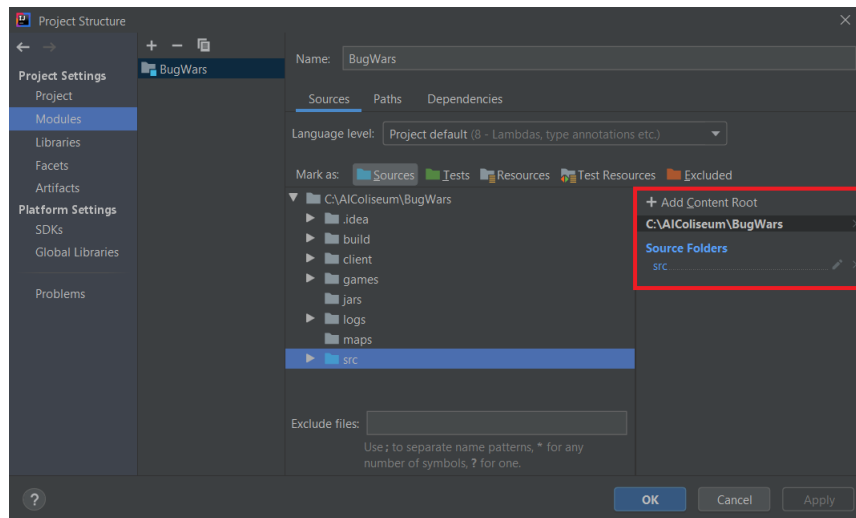 Project Structure
Project Settings
Project
Modules
Libraries
Facets
Artifacts
Platform Settings
SDKs
Global Libraries
Problems
BugWars
Name: BugWars
Sources Paths Dependencies
Language level: Project default (8 - Lambdas, type annotations etc.)
Mark as: Sources Tests Resources Test Resources Excluded
C:\AIColiseum\BugWars
.idea
build
client
games
jars
logs
maps
src
Exclude files:
Use ; to separate name patterns, * for any
number of symbols, ? for one.
+ Add Content Root
C:\AIColiseum\BugWars
Source Folders
src
? OK Cancel Apply